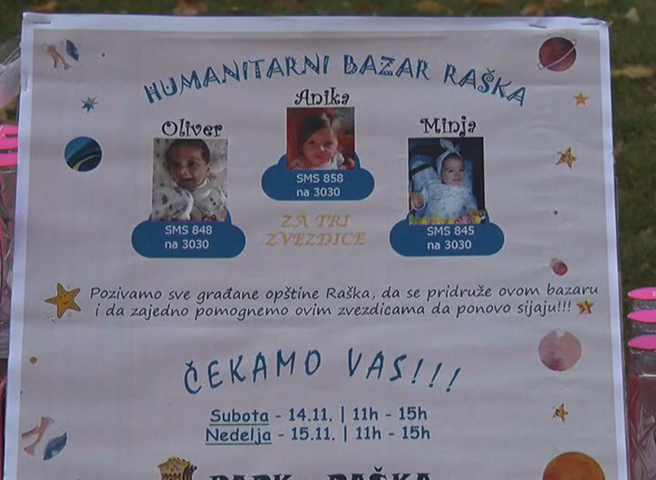 HUMANITARNI BAZAR RAŠKA
Anika
Oliver
Minja
SMS 858
na 3030
SMS 848
na 3030
SMS 845
na 3030
ZA TRI
ZVEZDICE
Pozivamo sve građane opštine Raška, da se pridruže ovom bazaru
i da zajedno pomognemo ovim zvezdicama da ponovo sijaju!!!
ČEKAMO VAS!!!
Subota - 14.11. | 11h - 15h
Nedelja - 15.11. | 11h - 15h
PARK RAŠKA